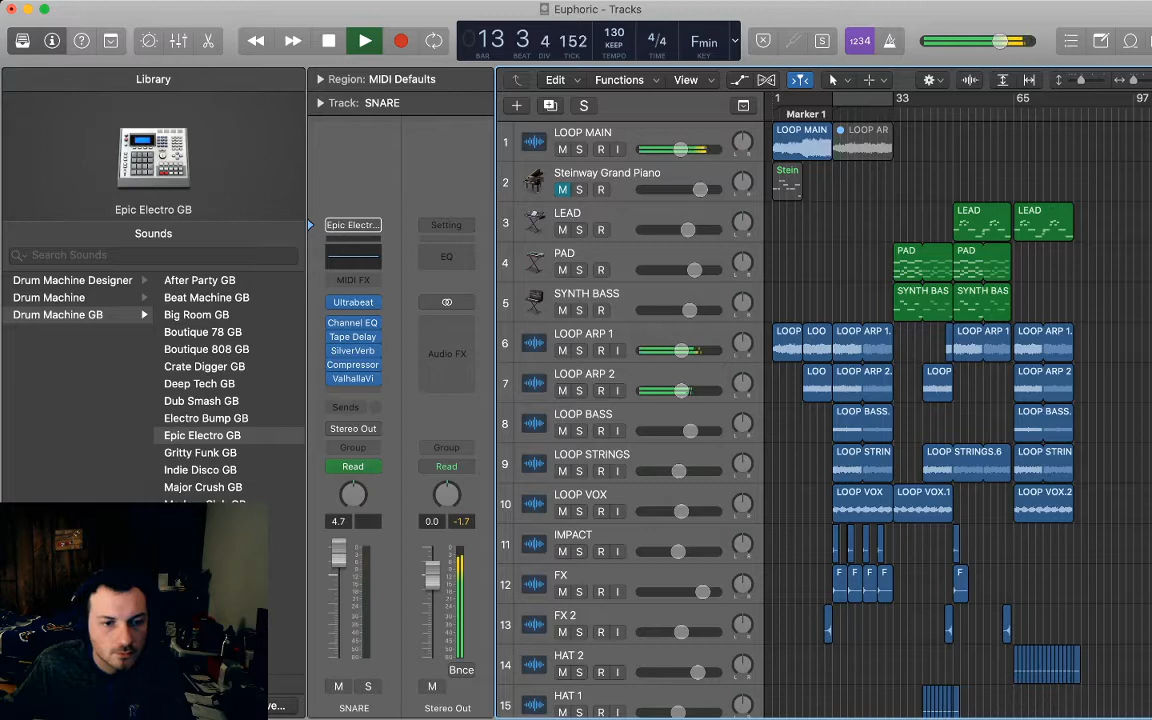 Euphoric - Tracks
13 3 4 152
BAR BEAT DIV TICK
130
KEEP
TEMPO
4/4
TIME
Fmin
KEY
1234
Library
Region: MIDI Defaults
Edit
Functions
View
Track: SNARE
S
1 33 65 97
Marker 1
Epic Electro GB
Sounds
Search Sounds
Drum Machine Designer
Drum Machine
Drum Machine GB
After Party GB
Beat Machine GB
Big Room GB
Boutique 78 GB
Boutique 808 GB
Crate Digger GB
Deep Tech GB
Dub Smash GB
Electro Bump GB
Epic Electro GB
Gritty Funk GB
Indie Disco GB
Major Crush GB
Epic Electr...
Setting
EQ
MIDI FX
Ultrabeat
Channel EQ
Tape Delay
SilverVerb
Compressor
ValhallaVi
Audio FX
Sends
Stereo Out
Group
Group
Read
Read
4.7
0.0 -1.7
Bnce
M S
M
SNARE
Stereo Out
1 LOOP MAIN
M S R I
L R
LOOP MAIN
LOOP AR
2 Steinway Grand Piano
M S R
L R
Stein
3 LEAD
M S R
L R
LEAD
LEAD
4 PAD
M S R
L R
PAD
PAD
5 SYNTH BASS
M S R
L R
SYNTH BAS
SYNTH BAS
6 LOOP ARP 1
M S R I
L R
LOOP
LOO
LOOP ARP 1.
LOOP ARP 1
LOOP ARP 1.
7 LOOP ARP 2
M S R I
L R
LOO
LOOP ARP 2.
LOOP
LOOP ARP 2
8 LOOP BASS
M S R I
L R
LOOP BASS.
LOOP BASS.
9 LOOP STRINGS
M S R I
L R
LOOP STRIN
LOOP STRINGS.6
LOOP STRIN
10 LOOP VOX
M S R I
L R
LOOP VOX
LOOP VOX.1
LOOP VOX.2
11 IMPACT
M S R I
L R
12 FX
M S R I
L R
F F F F
F
13 FX 2
M S R I
L R
14 HAT 2
M S R I
L R
15 HAT 1
M S R I